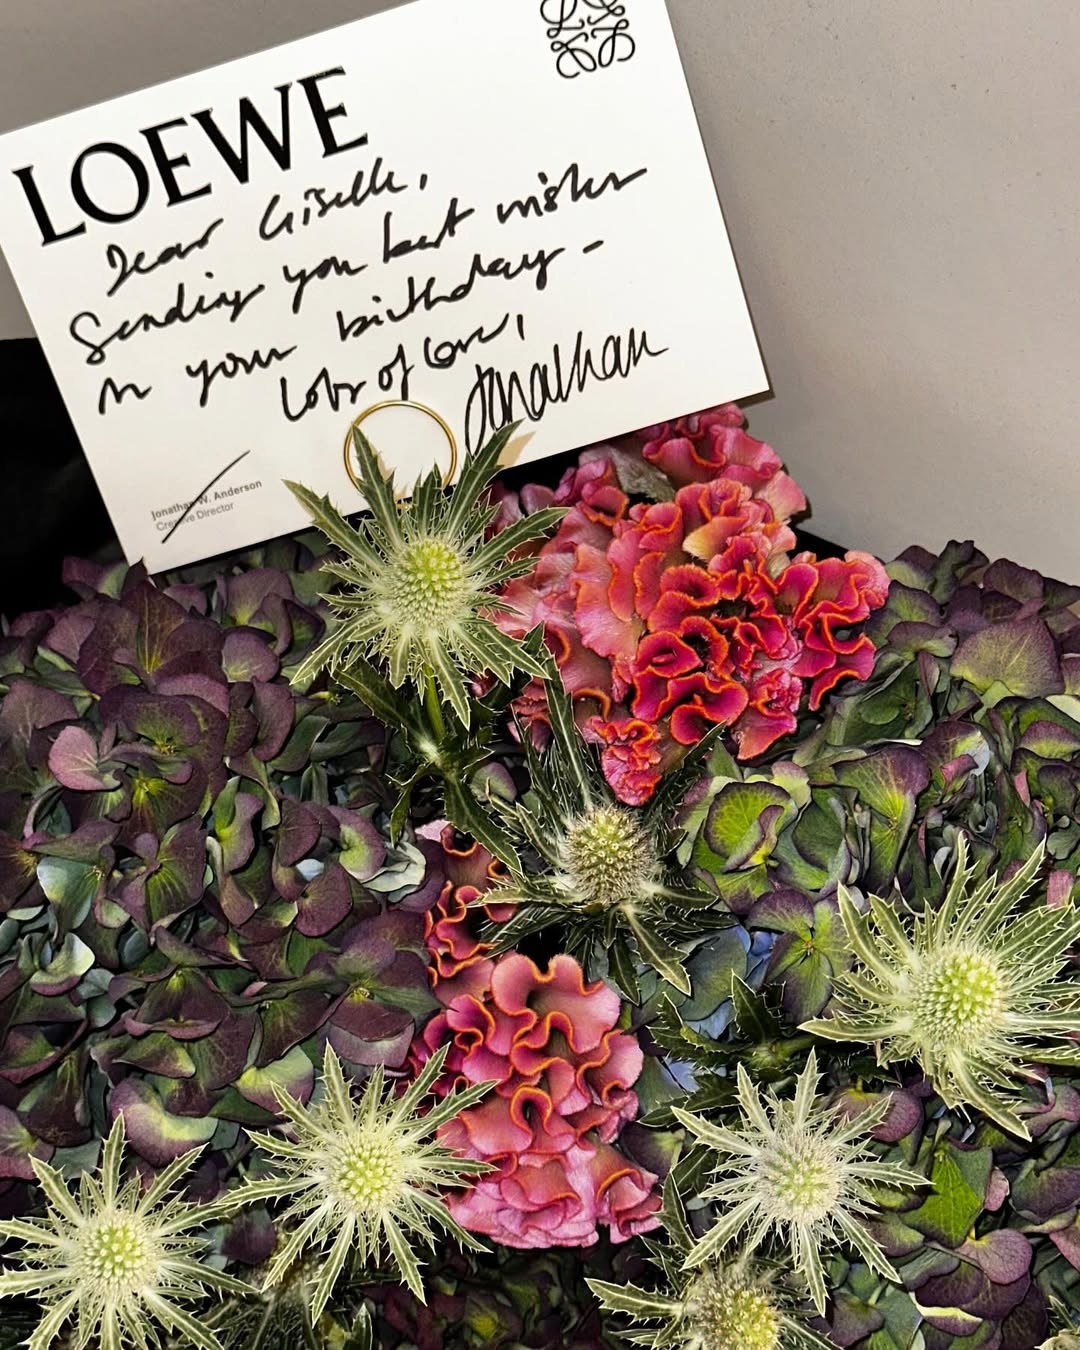 LOEWE
Dear Giselle,
Sending you best wishes
on your birthday -
Lots of love,
Jonathan
Jonathan W. Anderson
Creative Director